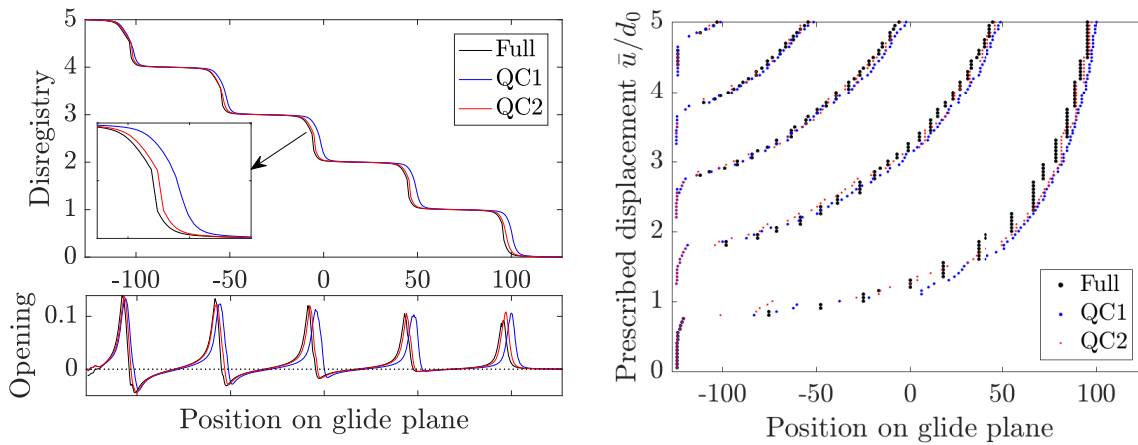 Disregistry
5
4
3
2
1
0
Full
QC1
QC2
-100
-50
0
50
100
Opening
0.1
0
Position on glide plane
Prescribed displacement ū/d₀
5
4
3
2
1
0
Full
QC1
QC2
-100
-50
0
50
100
Position on glide plane